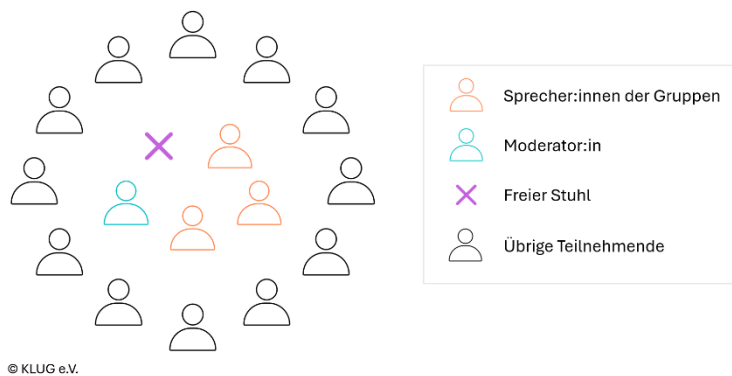 Sprecher:innen der Gruppen
Moderator:in
Freier Stuhl
Übrige Teilnehmende
© KLUG e.V.